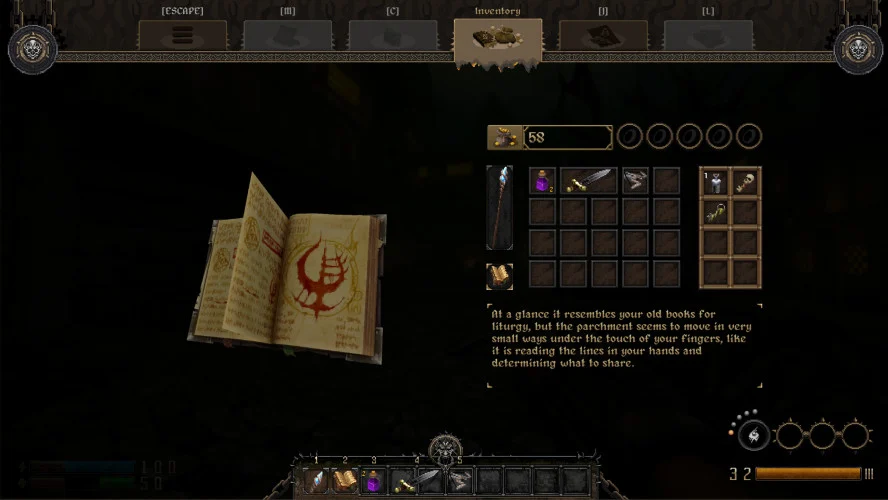 [ESCAPE]
[M]
[C]
Inventory
[J]
[L]
58
2
1
At a glance it resembles your old books for
liturgy, but the parchment seems to move in very
small ways under the touch of your fingers, like
it is reading the lines in your hands and
determining what to share.
32
1 2 3 4 5
100
50